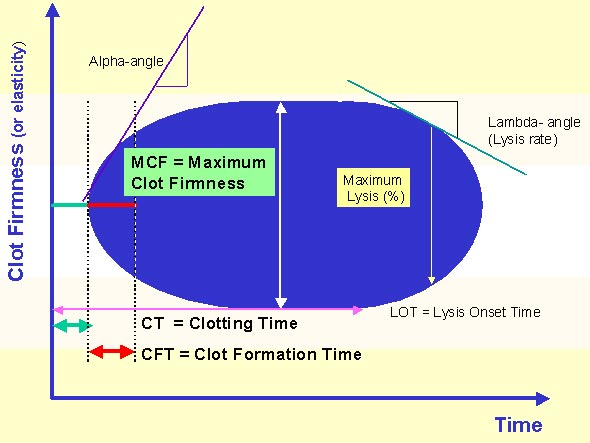 Clot Firmness (or elasticity)
Alpha-angle
Lambda- angle
(Lysis rate)
MCF = Maximum
Clot Firmness
Maximum
Lysis (%)
LOT = Lysis Onset Time
CT = Clotting Time
CFT = Clot Formation Time
Time